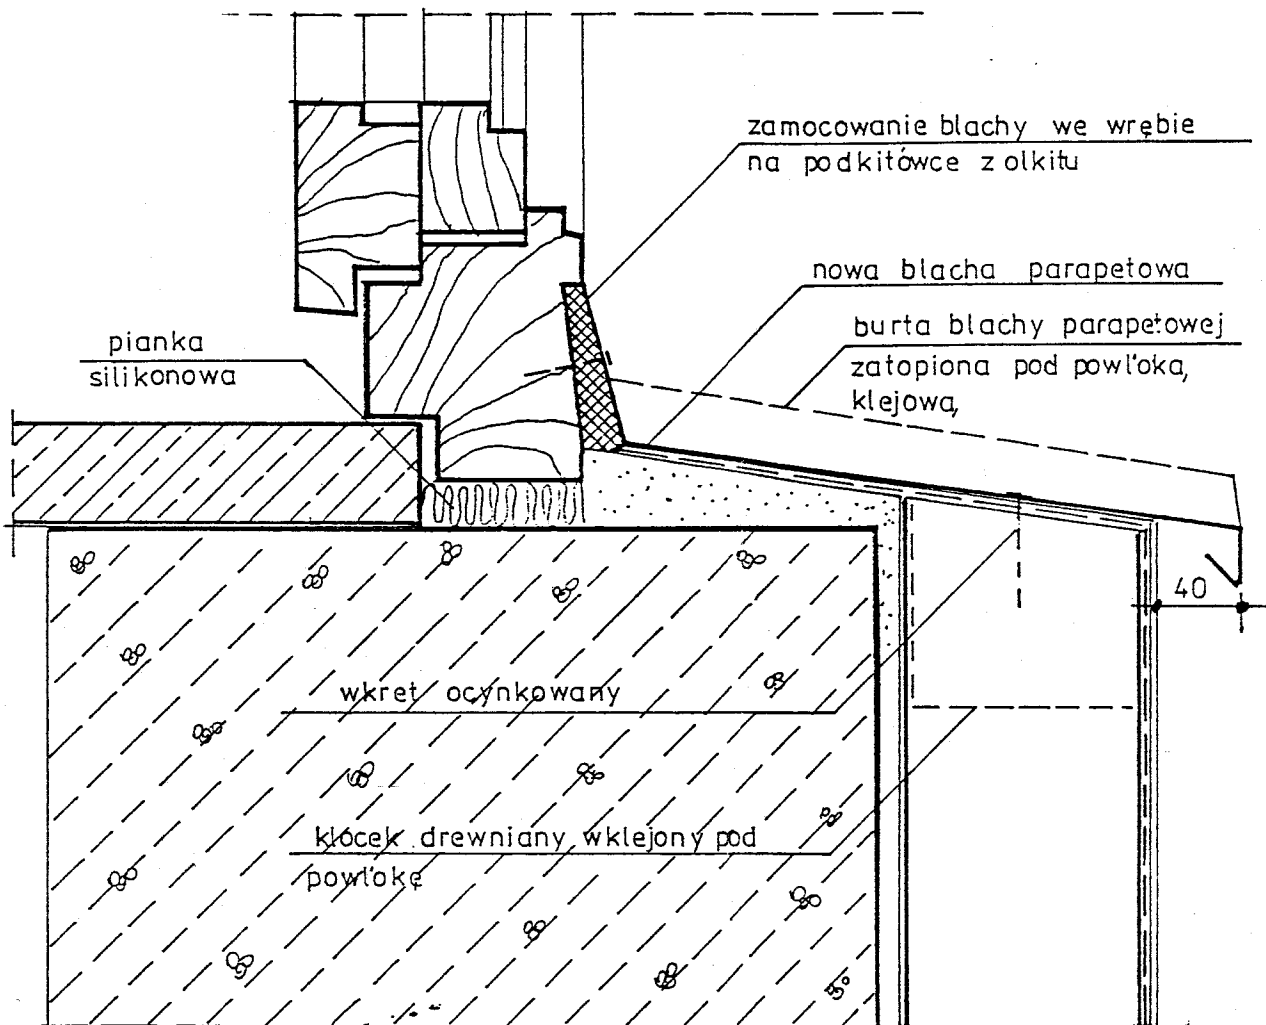 zamocowanie blachy we wrębie
na podkitówce z olkitu
nowa blacha parapetowa
burta blachy parapetowej
zatopiona pod powłoką
klejową
pianka
silikonowa
40
wkręt ocynkowany
klocek drewniany wklejony pod
powłokę